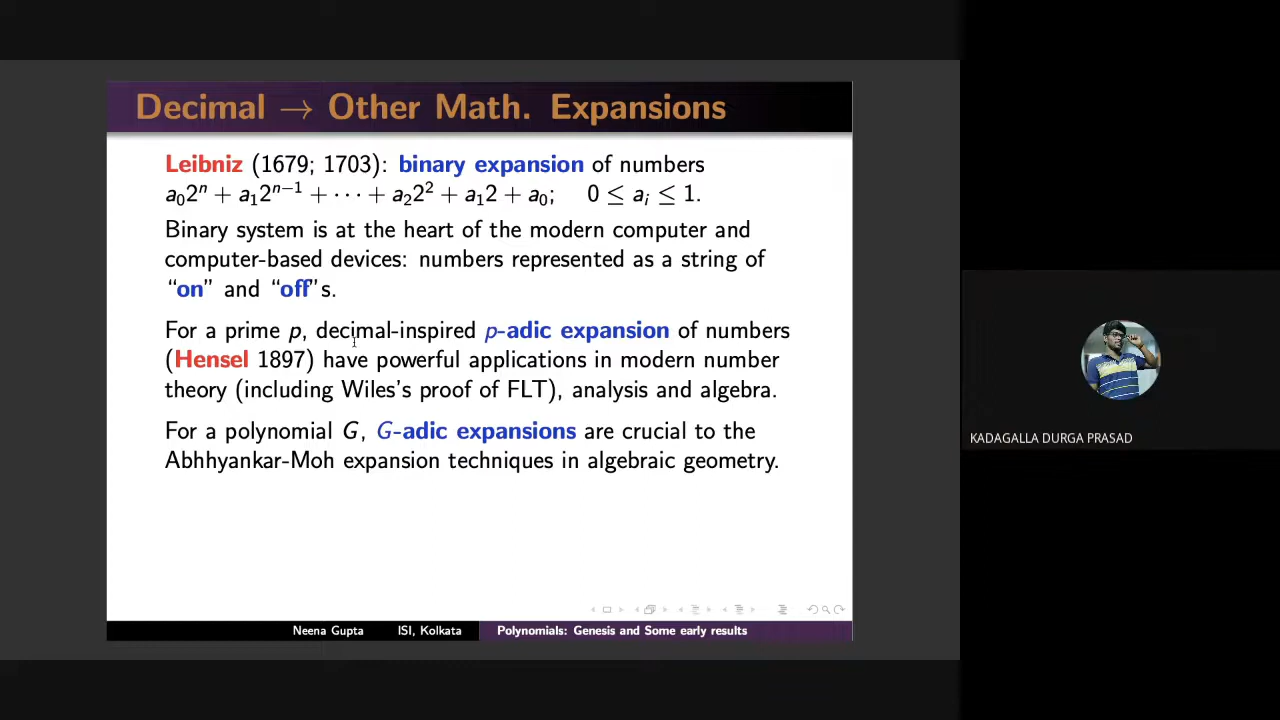 Decimal → Other Math. Expansions
Leibniz (1679; 1703): binary expansion of numbers
a₀2ⁿ + a₁2ⁿ⁻¹ + ··· + a₂2² + a₁2 + a₀; 0 ≤ aᵢ ≤ 1.
Binary system is at the heart of the modern computer and
computer-based devices: numbers represented as a string of
“on” and “off”s.
For a prime p, decimal-inspired p-adic expansion of numbers
(Hensel 1897) have powerful applications in modern number
theory (including Wiles's proof of FLT), analysis and algebra.
For a polynomial G, G-adic expansions are crucial to the
Abhhyankar-Moh expansion techniques in algebraic geometry.
KADAGALLA DURGA PRASAD
Neena Gupta ISI, Kolkata Polynomials: Genesis and Some early results